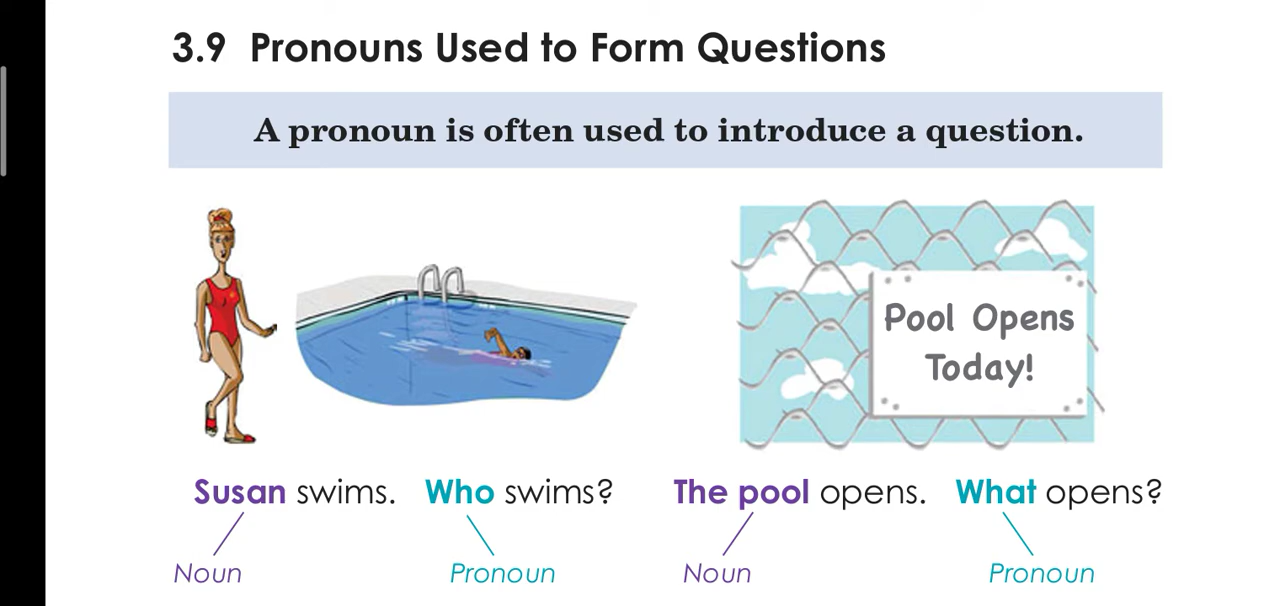 3.9 Pronouns Used to Form Questions
A pronoun is often used to introduce a question.
Pool Opens
Today!
Susan swims. Who swims? The pool opens. What opens?
Noun Pronoun Noun Pronoun